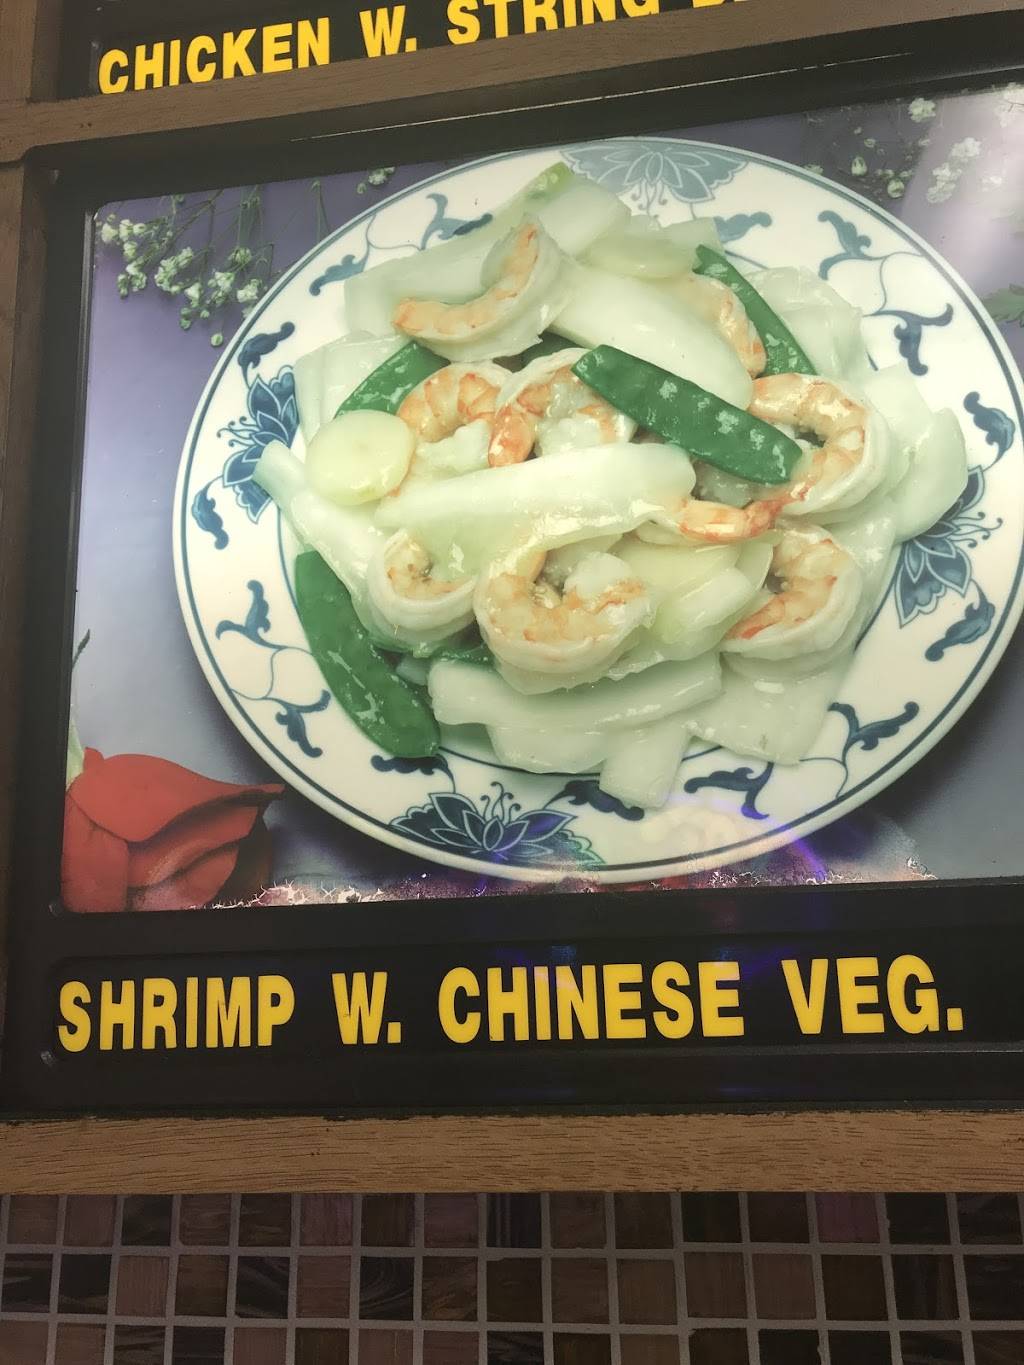 CHICKEN W. STRING
SHRIMP W. CHINESE VEG.